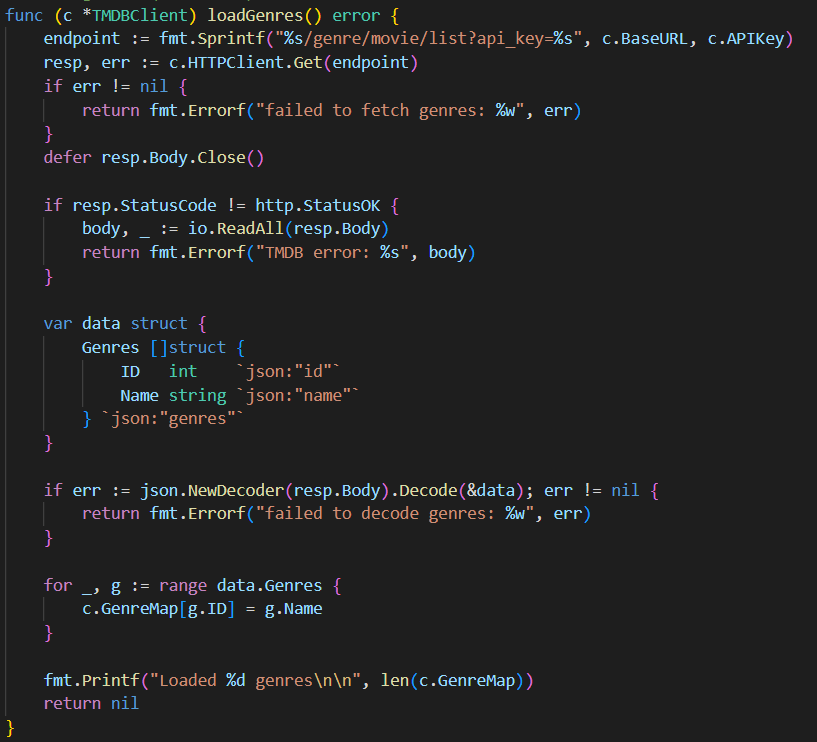 func (c *TMDBClient) loadGenres() error {
    endpoint := fmt.Sprintf("%s/genre/movie/list?api_key=%s", c.BaseURL, c.APIKey)
    resp, err := c.HTTPClient.Get(endpoint)
    if err != nil {
        return fmt.Errorf("failed to fetch genres: %w", err)
    }
    defer resp.Body.Close()

    if resp.StatusCode != http.StatusOK {
        body, _ := io.ReadAll(resp.Body)
        return fmt.Errorf("TMDB error: %s", body)
    }

    var data struct {
        Genres []struct {
            ID   int    `json:"id"`
            Name string `json:"name"`
        } `json:"genres"`
    }

    if err := json.NewDecoder(resp.Body).Decode(&data); err != nil {
        return fmt.Errorf("failed to decode genres: %w", err)
    }

    for _, g := range data.Genres {
        c.GenreMap[g.ID] = g.Name
    }

    fmt.Printf("Loaded %d genres\n\n", len(c.GenreMap))
    return nil
}